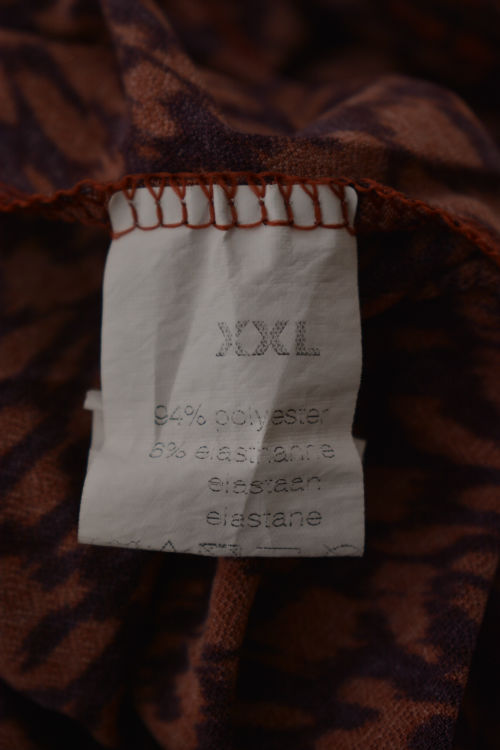 XXL
94% polyester
6% elasthanne
elastaan
elastane